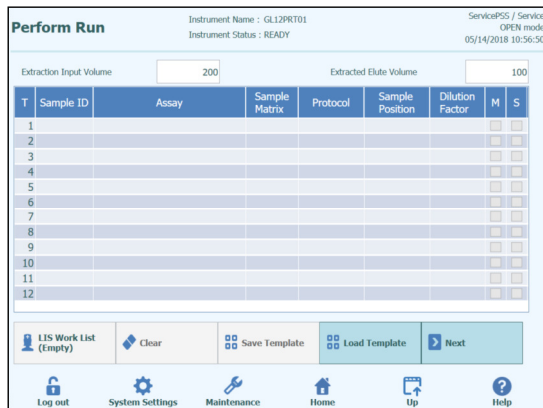 Perform Run
Instrument Name : GL12PRT01
Instrument Status : READY
ServicePSS / Service
OPEN mode
05/14/2018 10:56:50
Extraction Input Volume 200 Extracted Elute Volume 100
T Sample ID Assay Sample Matrix Protocol Sample Position Dilution Factor M S
1
2
3
4
5
6
7
8
9
10
11
12
LIS Work List (Empty) Clear Save Template Load Template Next
Log out System Settings Maintenance Home Up Help